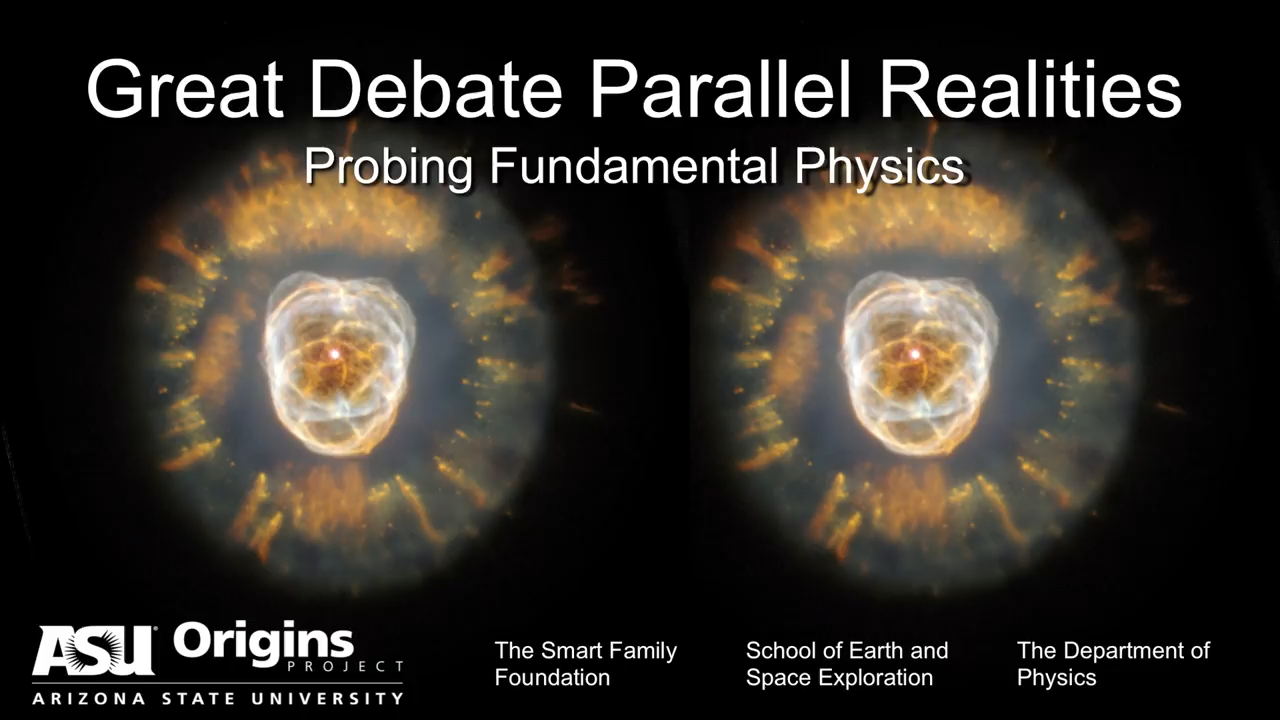 Great Debate Parallel Realities
Probing Fundamental Physics
ASU Origins
PROJECT
ARIZONA STATE UNIVERSITY
The Smart Family
Foundation
School of Earth and
Space Exploration
The Department of
Physics